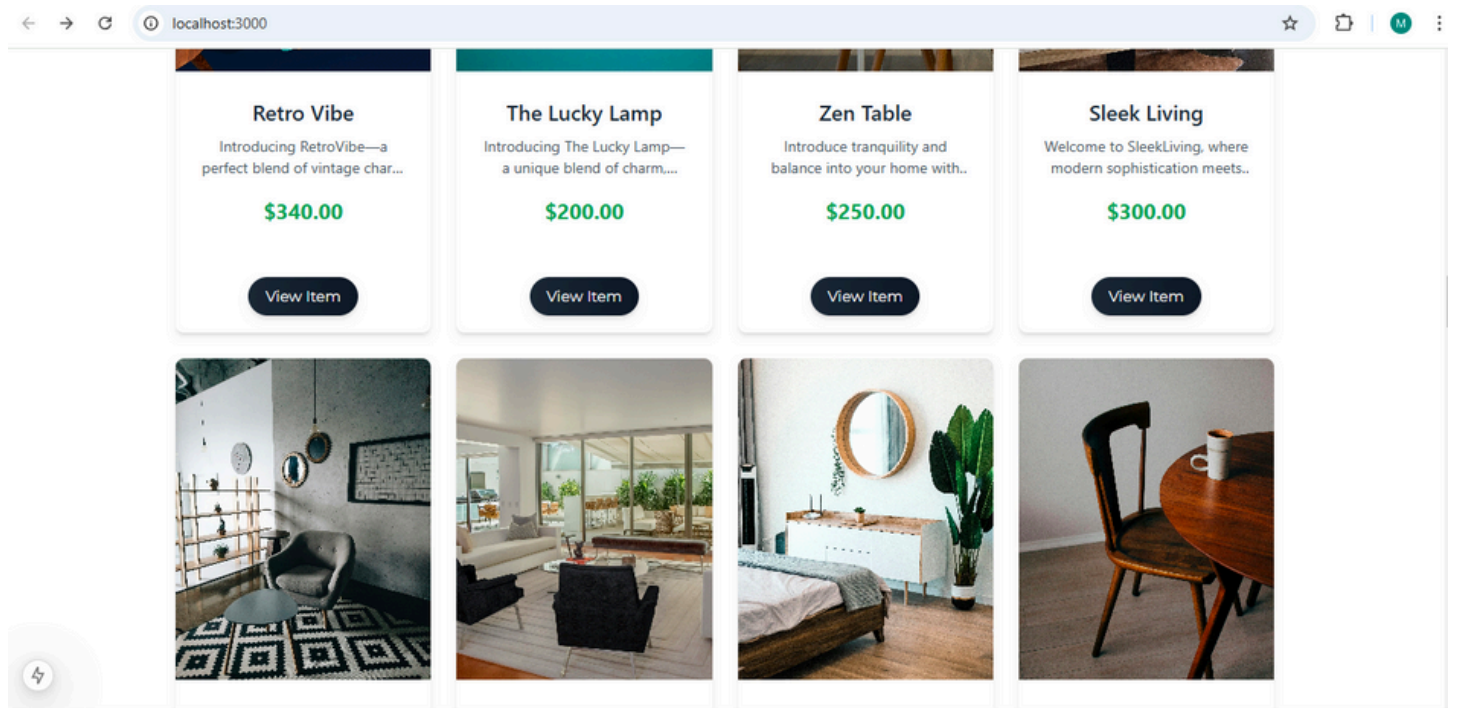 localhost:3000
M
Retro Vibe
Introducing RetroVibe—a
perfect blend of vintage char...
$340.00
View Item
The Lucky Lamp
Introducing The Lucky Lamp—
a unique blend of charm,...
$200.00
View Item
Zen Table
Introduce tranquility and
balance into your home with..
$250.00
View Item
Sleek Living
Welcome to SleekLiving, where
modern sophistication meets..
$300.00
View Item